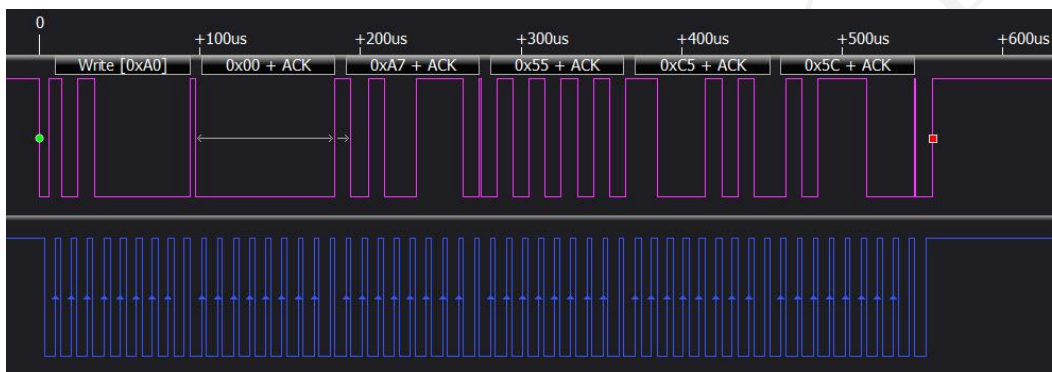 0
+100us +200us +300us +400us +500us +600us
Write [0xA0] 0x00 + ACK 0xA7 + ACK 0x55 + ACK 0xC5 + ACK 0x5C + ACK